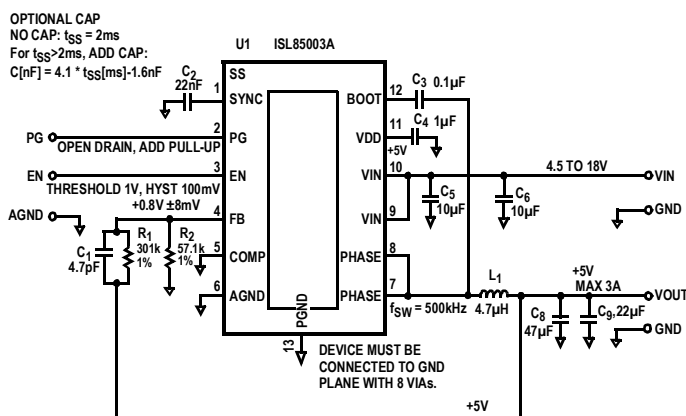 OPTIONAL CAP
NO CAP: tSS = 2ms
For tSS>2ms, ADD CAP:
C[nF] = 4.1 * tSS[ms]-1.6nF
U1 ISL85003A
C2
22nF
1
SS
SYNC
PG
OPEN DRAIN, ADD PULL-UP
2
PG
EN
3
EN
THRESHOLD 1V, HYST 100mV
AGND
+0.8V ±8mV
4
FB
C1
4.7pF
R1
301k
1%
R2
57.1k
1%
5
COMP
6
AGND
PGND
13
BOOT
12
C3 0.1µF
VDD
11
C4 1µF
+5V
VIN
10
4.5 TO 18V
VIN
C5
10µF
C6
10µF
GND
VIN
9
PHASE
8
PHASE
7
fSW = 500kHz
L1
4.7µH
+5V
MAX 3A
VOUT
C8
47µF
C9,22µF
GND
DEVICE MUST BE
CONNECTED TO GND
PLANE WITH 8 VIAs.
+5V